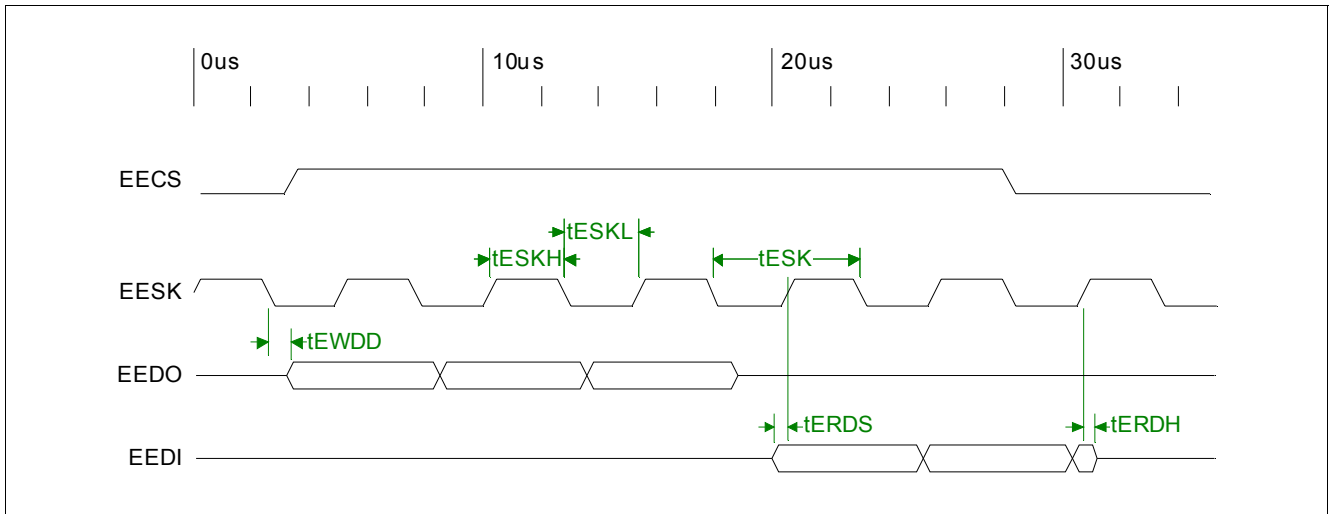 0us 10us 20us 30us
EECS
tESKL
tESKH tESK
EESK
tEWDD
EEDO
tERDS tERDH
EEDI